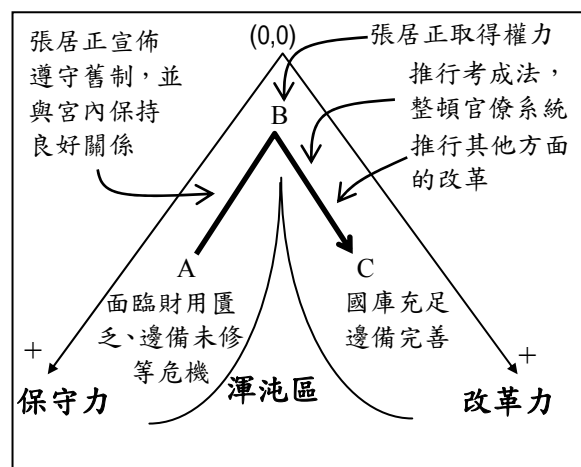 張居正宣佈
遵守舊制，並
與宮內保持
良好關係
(0,0)
張居正取得權力
推行考成法，
整頓官僚系統
推行其他方面
的改革
B
A
C
面臨財用匱
乏、邊備未修
等危機
國庫充足
邊備完善
+
+
保守力
渾沌區
改革力